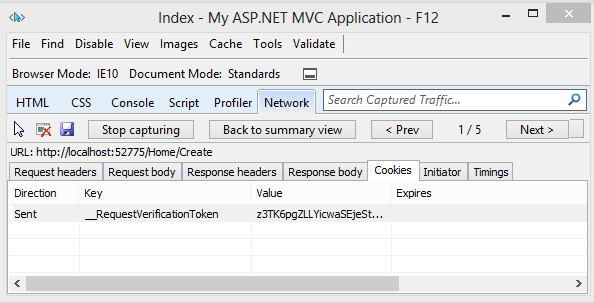 Index - My ASP.NET MVC Application - F12
File Find Disable View Images Cache Tools Validate
Browser Mode: IE10 Document Mode: Standards
HTML CSS Console Script Profiler Network Search Captured Traffic...
Stop capturing Back to summary view < Prev 1 / 5 Next >
URL: http://localhost:52775/Home/Create
Request headers Request body Response headers Response body Cookies Initiator Timings
Direction Key Value Expires
Sent __RequestVerificationToken z3TK6pgZLLYicwaSEjeSt...